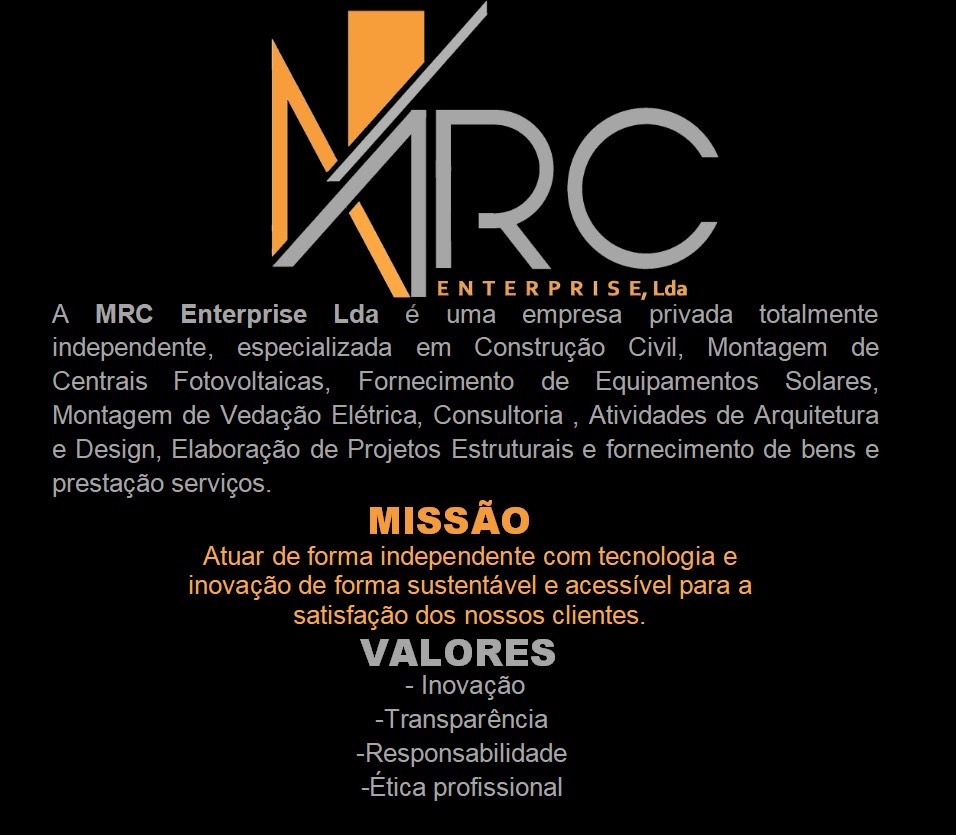 MRC
ENTERPRISE, Lda
A MRC Enterprise Lda é uma empresa privada totalmente
independente, especializada em Construção Civil, Montagem de
Centrais Fotovoltaicas, Fornecimento de Equipamentos Solares,
Montagem de Vedação Elétrica, Consultoria , Atividades de Arquitetura
e Design, Elaboração de Projetos Estruturais e fornecimento de bens e
prestação serviços.
MISSÃO
Atuar de forma independente com tecnologia e
inovação de forma sustentável e acessível para a
satisfação dos nossos clientes.
VALORES
- Inovação
-Transparência
-Responsabilidade
-Ética profissional